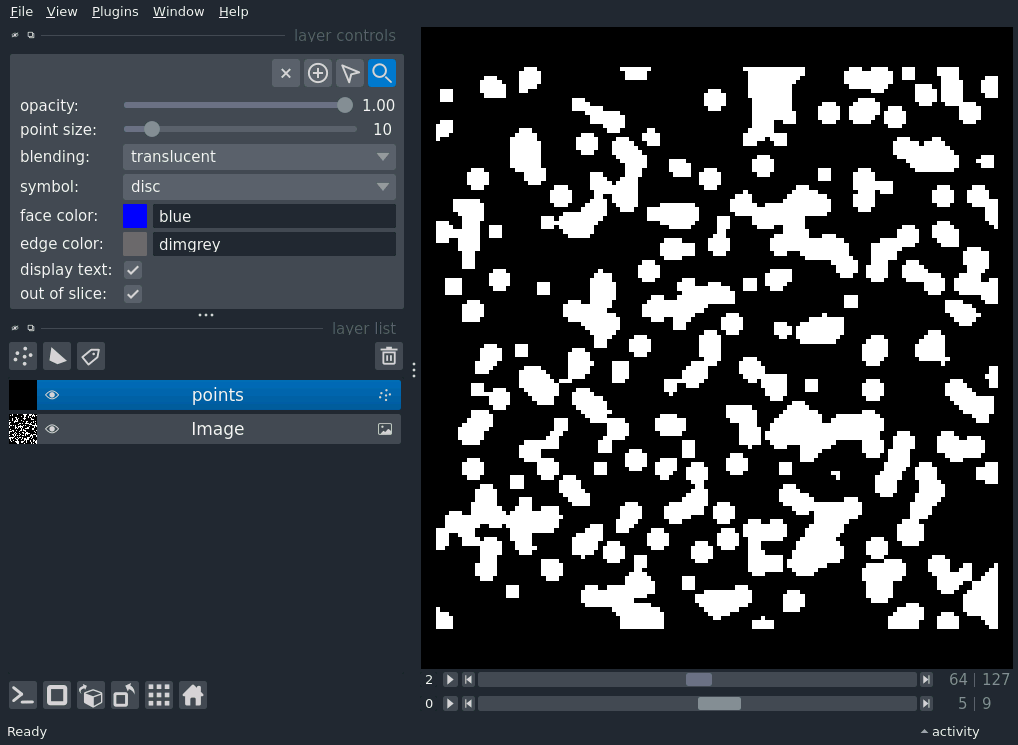 File View Plugins Window Help
layer controls
opacity: 1.00
point size: 10
blending: translucent
symbol: disc
face color: blue
edge color: dimgrey
display text:
out of slice:
layer list
points
Image
2 64 | 127
0 5 | 9
Ready activity